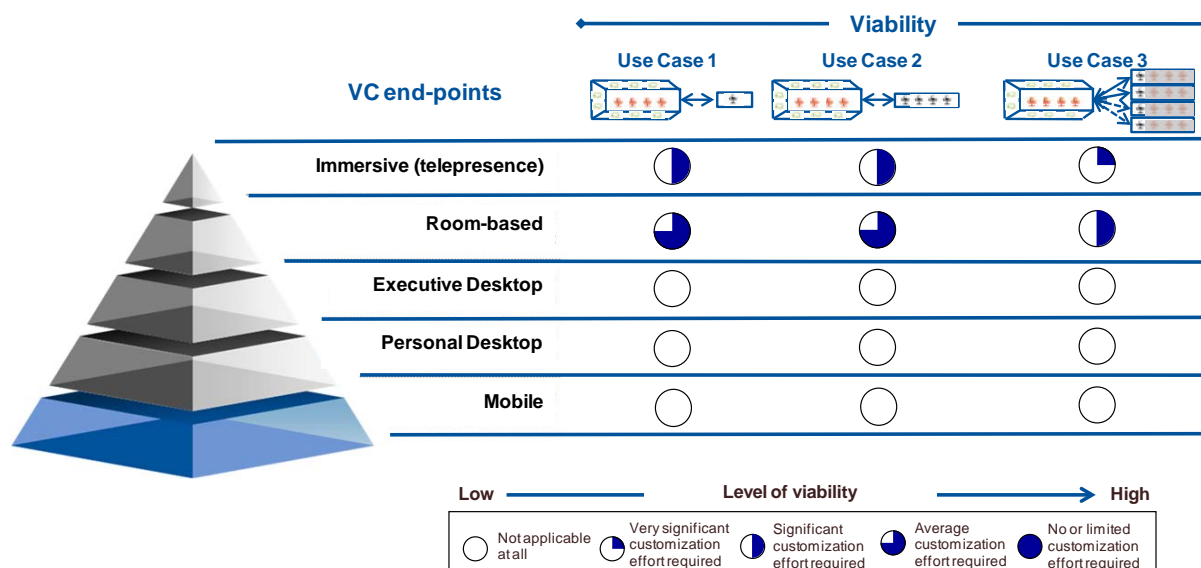 Viability
Use Case 1
Use Case 2
Use Case 3
VC end-points
Immersive (telepresence)
Room-based
Executive Desktop
Personal Desktop
Mobile
Low
Level of viability
High
Not applicable
at all
Very significant
customization
effort required
Significant
customization
effort required
Average
customization
effort required
No or limited
customization
effort required